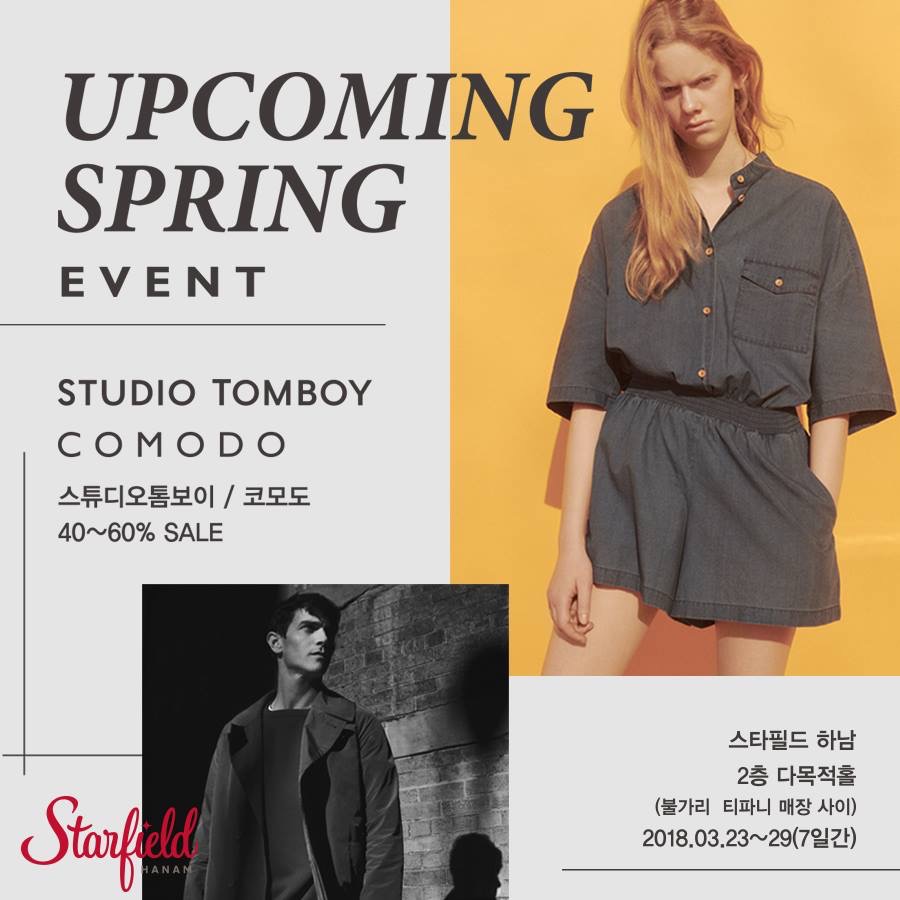 UPCOMING
SPRING
EVENT
STUDIO TOMBOY
COMODO
스튜디오톰보이 / 코모도
40~60% SALE
스타필드 하남
2층 다목적홀
(불가리 티파니 매장 사이)
2018.03.23~29(7일간)
Starfield
HANAM